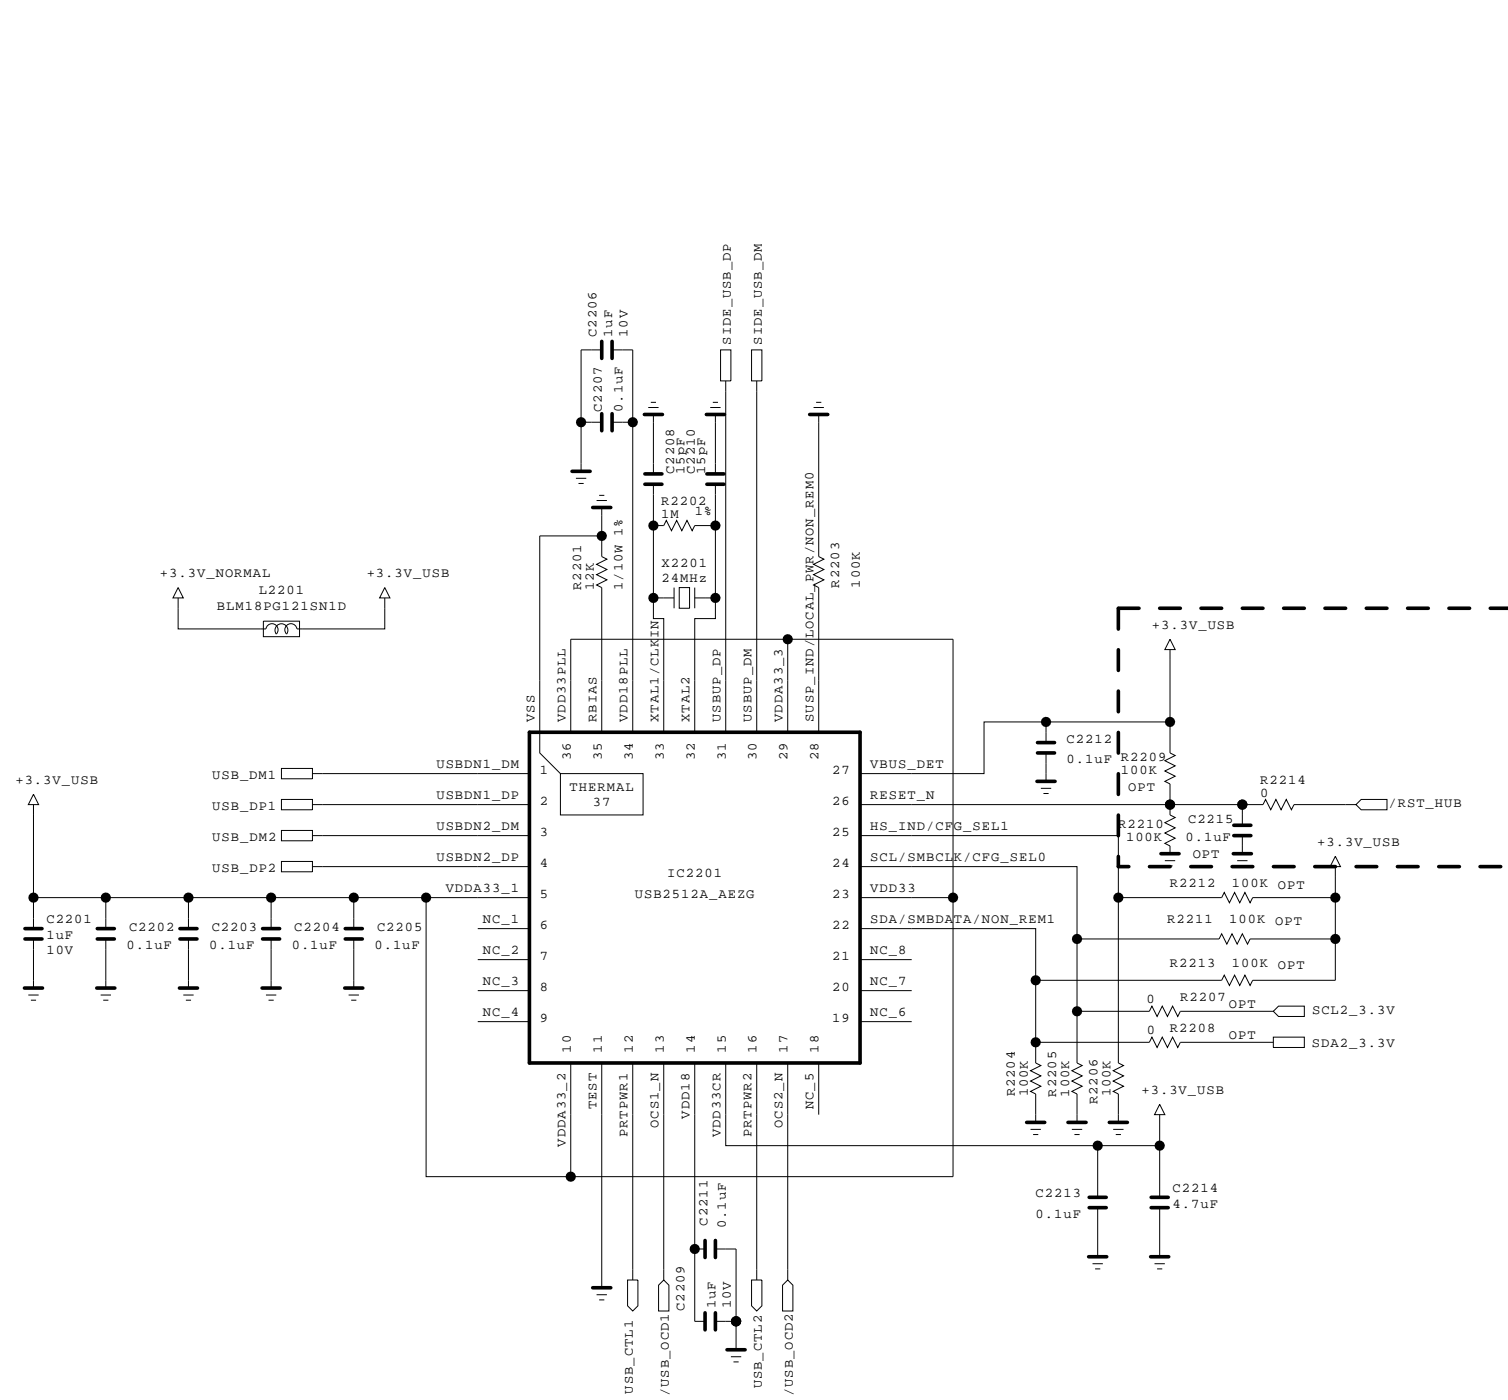 SIDE_USB_DP
SIDE_USB_DM
C2206
1uF
10V
C2207
0.1uF
C2208
15pF
C2210
15pF
R2202
1M
1%
R2201
12K
1/10W 1%
X2201
24MHz
R2203
100K
+3.3V_NORMAL
+3.3V_USB
L2201
BLM18PG121SN1D
VSS
VDD33PLL
RBIAS
VDD18PLL
XTAL1/CLKIN
XTAL2
USBUP_DP
USBUP_DM
VDDA33_3
SUSP_IND/LOCAL_PWR/NON_REM0
36
35
34
33
32
31
30
29
28
THERMAL
37
IC2201
USB2512A_AEZG
USB_DM1
USBDN1_DM
1
USB_DP1
USBDN1_DP
2
USB_DM2
USBDN2_DM
3
USB_DP2
USBDN2_DP
4
VDDA33_1
5
NC_1
6
NC_2
7
NC_3
8
NC_4
9
+3.3V_USB
C2201
1uF
10V
C2202
0.1uF
C2203
0.1uF
C2204
0.1uF
C2205
0.1uF
27
VBUS_DET
26
RESET_N
25
HS_IND/CFG_SEL1
24
SCL/SMBCLK/CFG_SEL0
23
VDD33
22
SDA/SMBDATA/NON_REM1
21
NC_8
20
NC_7
19
NC_6
+3.3V_USB
C2212
0.1uF
R2209
100K
OPT
R2214
0
/RST_HUB
R2210
100K
C2215
0.1uF
OPT
+3.3V_USB
R2212 100K OPT
R2211 100K OPT
R2213 100K OPT
0 R2207 OPT
SCL2_3.3V
0 R2208 OPT
SDA2_3.3V
R2204
100K
R2205
100K
R2206
100K
+3.3V_USB
C2213
0.1uF
C2214
4.7uF
10
11
12
13
14
15
16
17
18
VDDA33_2
TEST
PRTPWR1
OCS1_N
VDD18
VDD33CR
PRTPWR2
OCS2_N
NC_5
C2211
0.1uF
C2209
1uF
10V
USB_CTL1
/USB_OCD1
USB_CTL2
/USB_OCD2